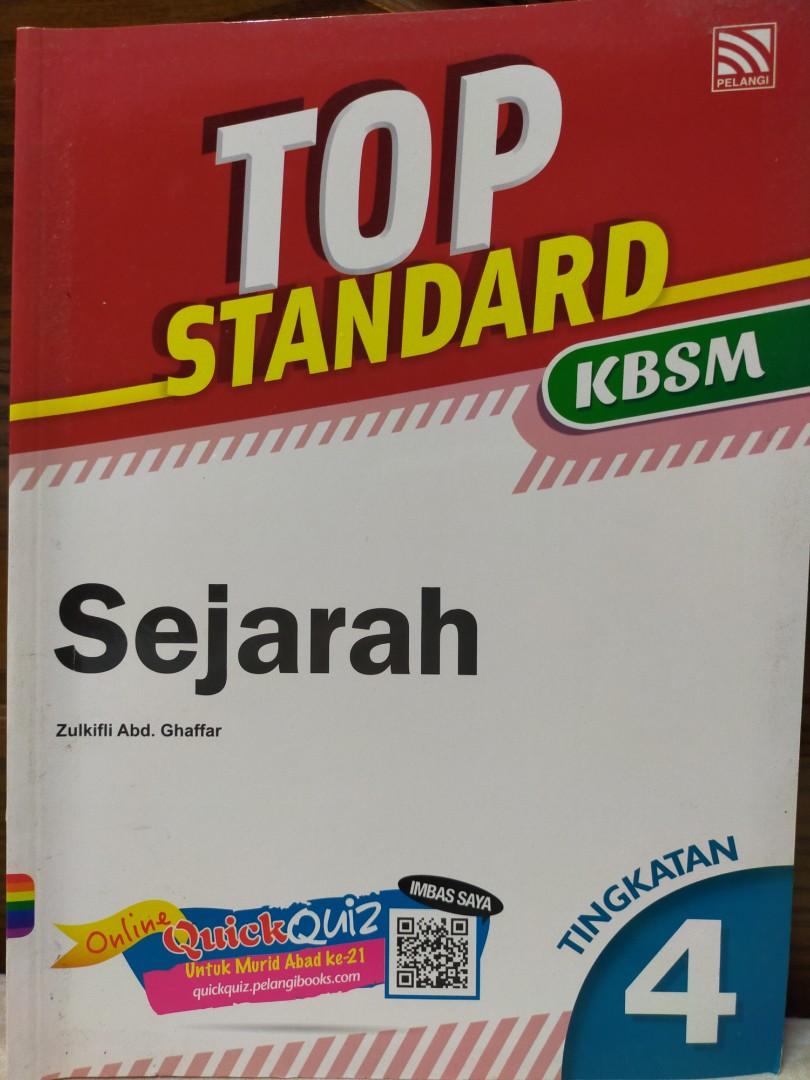 PELANGI
TOP
STANDARD
KBSM
Sejarah
Zulkifli Abd. Ghaffar
TINGKATAN
4
IMBAS SAYA
Online QuickQuiz
Untuk Murid Abad ke-21
quickquiz.pelangibooks.com